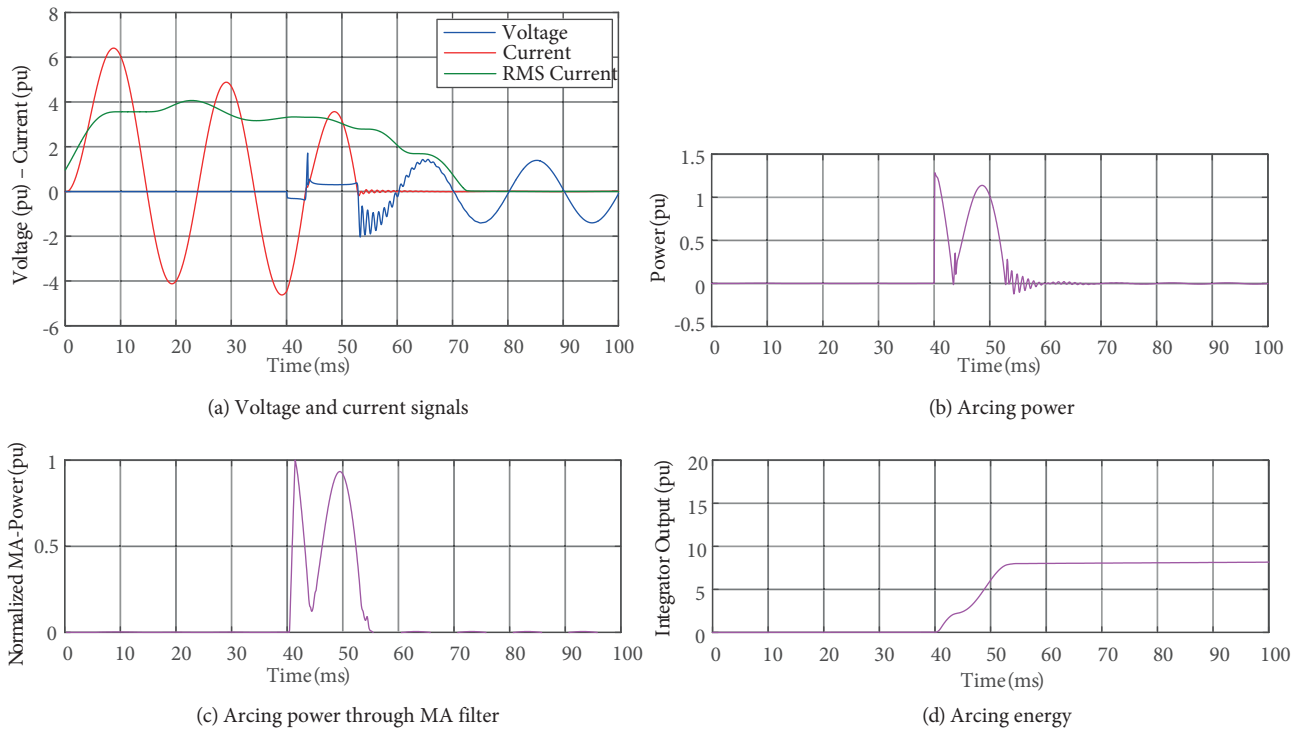 8
6
4
2
0
-2
-4
-6
Voltage (pu) – Current (pu)
Voltage
Current
RMS Current
0 10 20 30 40 50 60 70 80 90 100
Time (ms)
(a) Voltage and current signals
1.5
1
0.5
0
-0.5
Power (pu)
0 10 20 30 40 50 60 70 80 90 100
Time (ms)
(b) Arcing power
1
0.5
0
Normalized MA-Power (pu)
0 10 20 30 40 50 60 70 80 90 100
Time (ms)
(c) Arcing power through MA filter
20
15
10
5
0
Integrator Output (pu)
0 10 20 30 40 50 60 70 80 90 100
Time (ms)
(d) Arcing energy